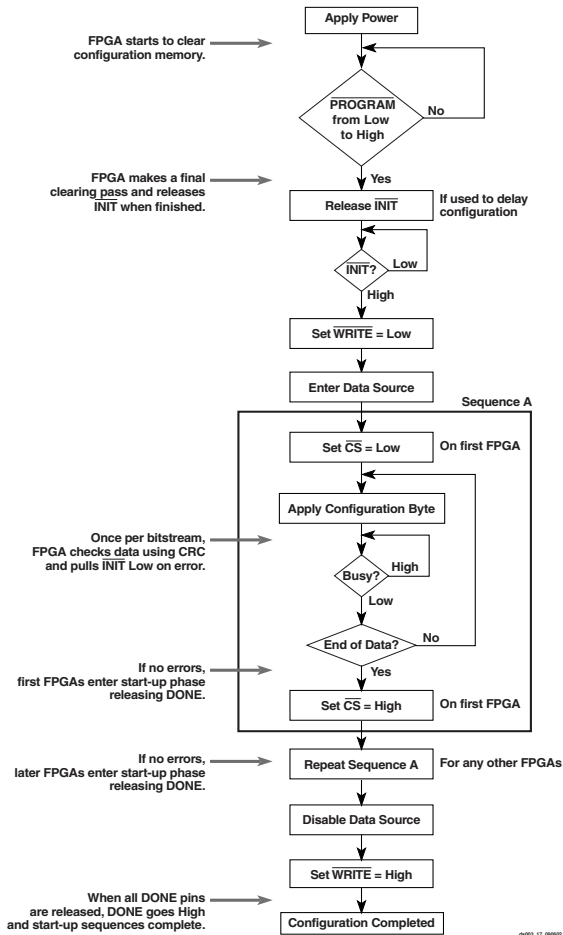 Apply Power
FPGA starts to clear
configuration memory.
PROGRAM
from Low
to High
No
Yes
FPGA makes a final
clearing pass and releases
INIT when finished.
Release INIT
If used to delay
configuration
INIT?
Low
High
Set WRITE = Low
Enter Data Source
Sequence A
Set CS = Low
On first FPGA
Apply Configuration Byte
Once per bitstream,
FPGA checks data using CRC
and pulls INIT Low on error.
Busy?
High
Low
End of Data?
No
Yes
If no errors,
first FPGAs enter start-up phase
releasing DONE.
Set CS = High
On first FPGA
If no errors,
later FPGAs enter start-up phase
releasing DONE.
Repeat Sequence A
For any other FPGAs
Disable Data Source
Set WRITE = High
When all DONE pins
are released, DONE goes High
and start-up sequences complete.
Configuration Completed